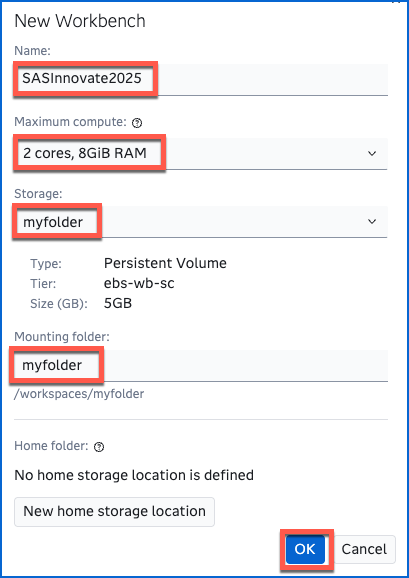 New Workbench
Name:
SASInnovate2025
Maximum compute: ?
2 cores, 8GiB RAM
Storage:
myfolder
Type: Persistent Volume
Tier: ebs-wb-sc
Size (GB): 5GB
Mounting folder:
myfolder
/workspaces/myfolder
Home folder: ?
No home storage location is defined
New home storage location
OK Cancel